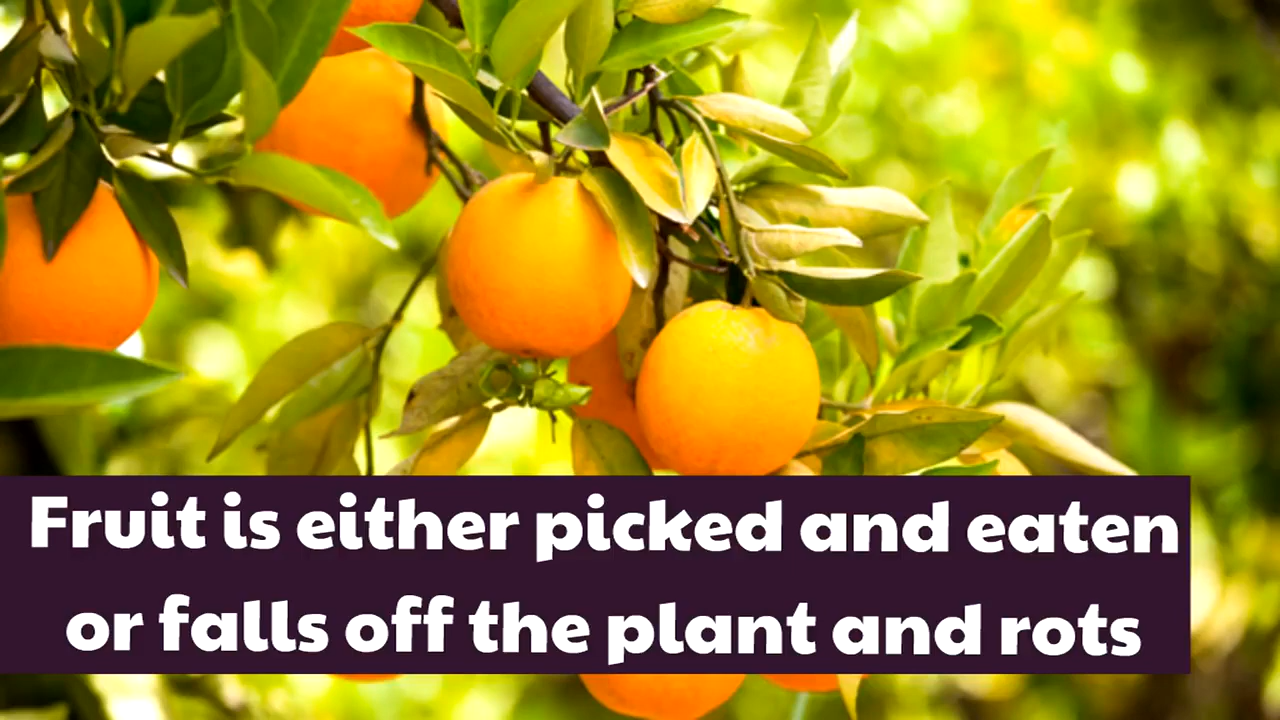 Fruit is either picked and eaten
or falls off the plant and rots